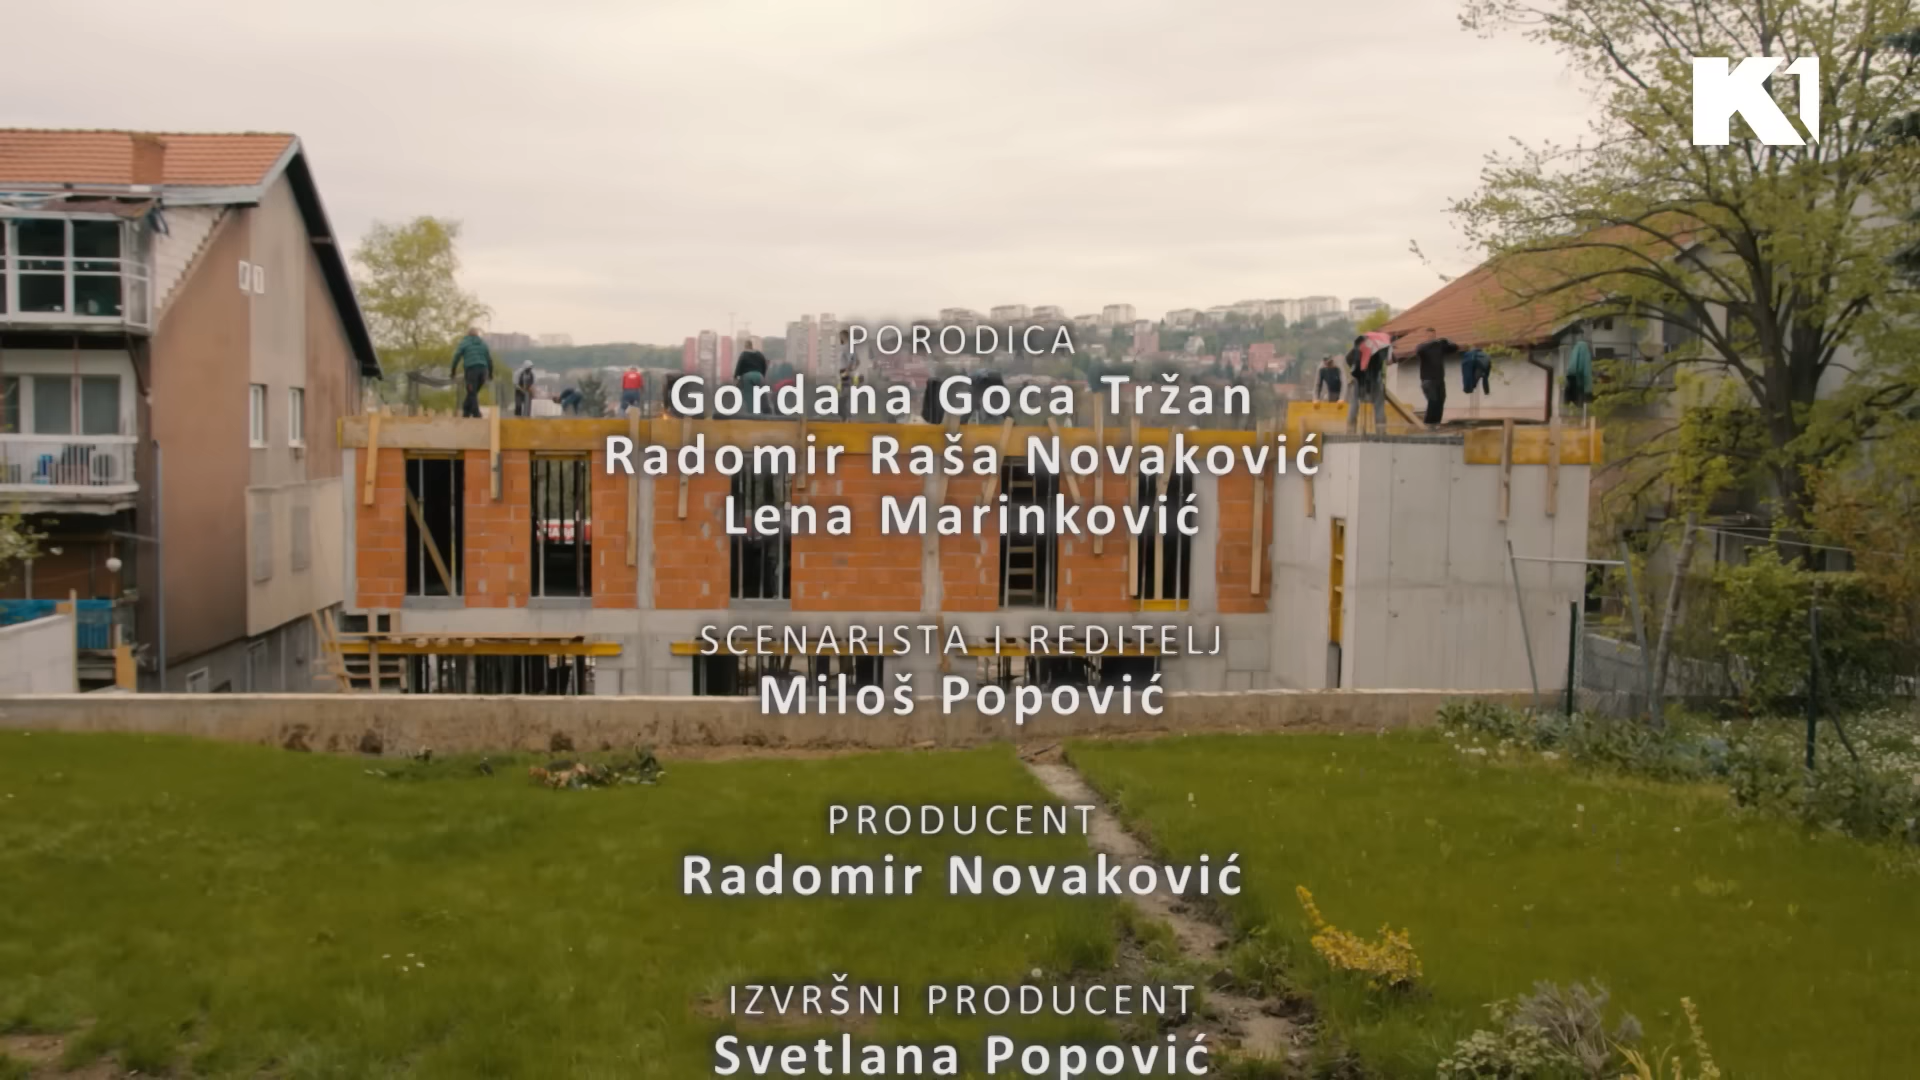 K1
PORODICA
Gordana Goca Tržan
Radomir Raša Novaković
Lena Marinković
SCENARISTA I REDITELJ
Miloš Popović
PRODUCENT
Radomir Novaković
IZVRŠNI PRODUCENT
Svetlana Popović